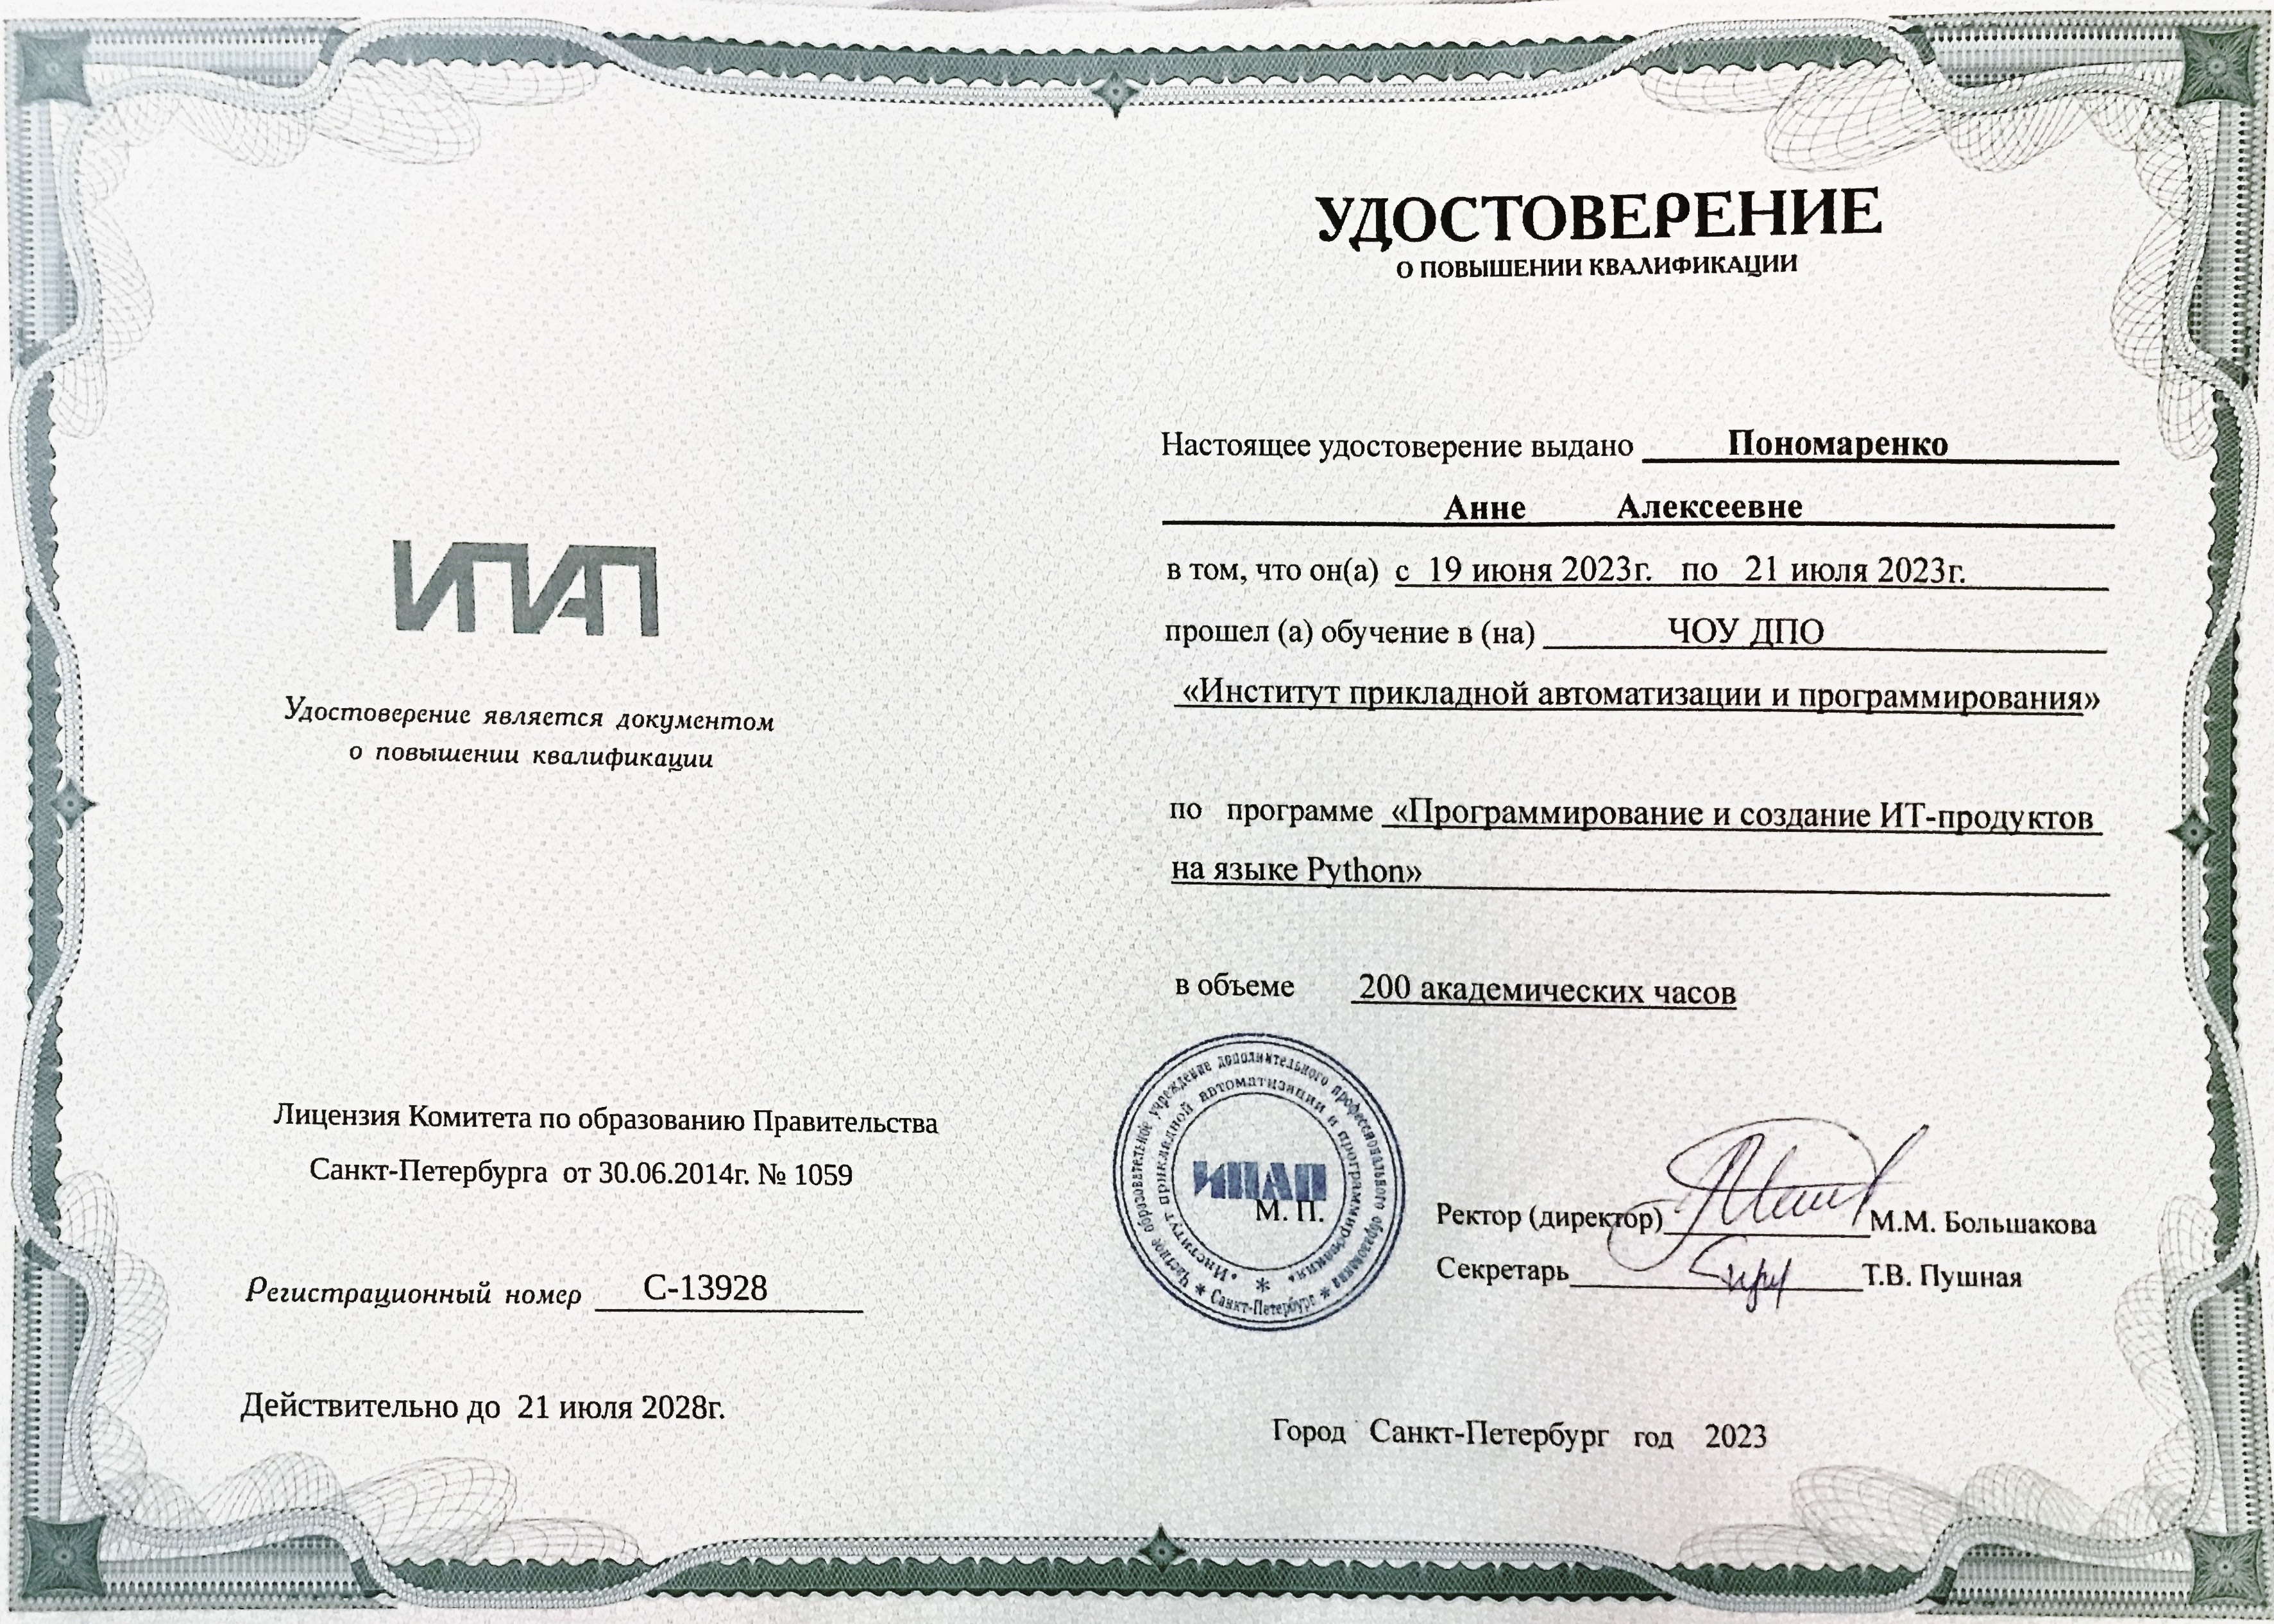 ИПАП
Удостоверение является документом
о повышении квалификации
Лицензия Комитета по образованию Правительства
Санкт-Петербурга от 30.06.2014г. № 1059
Регистрационный номер С-13928
Действительно до 21 июля 2028г.
УДОСТОВЕРЕНИЕ
О ПОВЫШЕНИИ КВАЛИФИКАЦИИ
Настоящее удостоверение выдано Пономаренко
Анне Алексеевне
в том, что он(а) с 19 июня 2023г. по 21 июля 2023г.
прошел (а) обучение в (на) ЧОУ ДПО
«Институт прикладной автоматизации и программирования»
по программе «Программирование и создание ИТ-продуктов
на языке Python»
в объеме 200 академических часов
Частное образовательное учреждение дополнительного профессионального образования * Санкт-Петербург *
•Институт прикладной автоматизации и программирования• *
ИПАП
М. П.
Ректор (директор) М.М. Большакова
Секретарь Т.В. Пушная
Город Санкт-Петербург год 2023